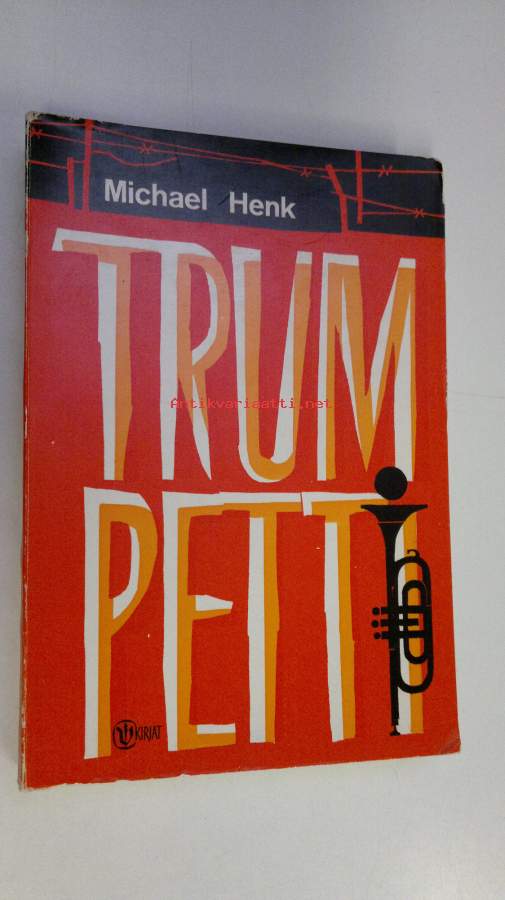 Michael Henk
TRUM
Antikvariaatti.net
PETTI
KIRJAT